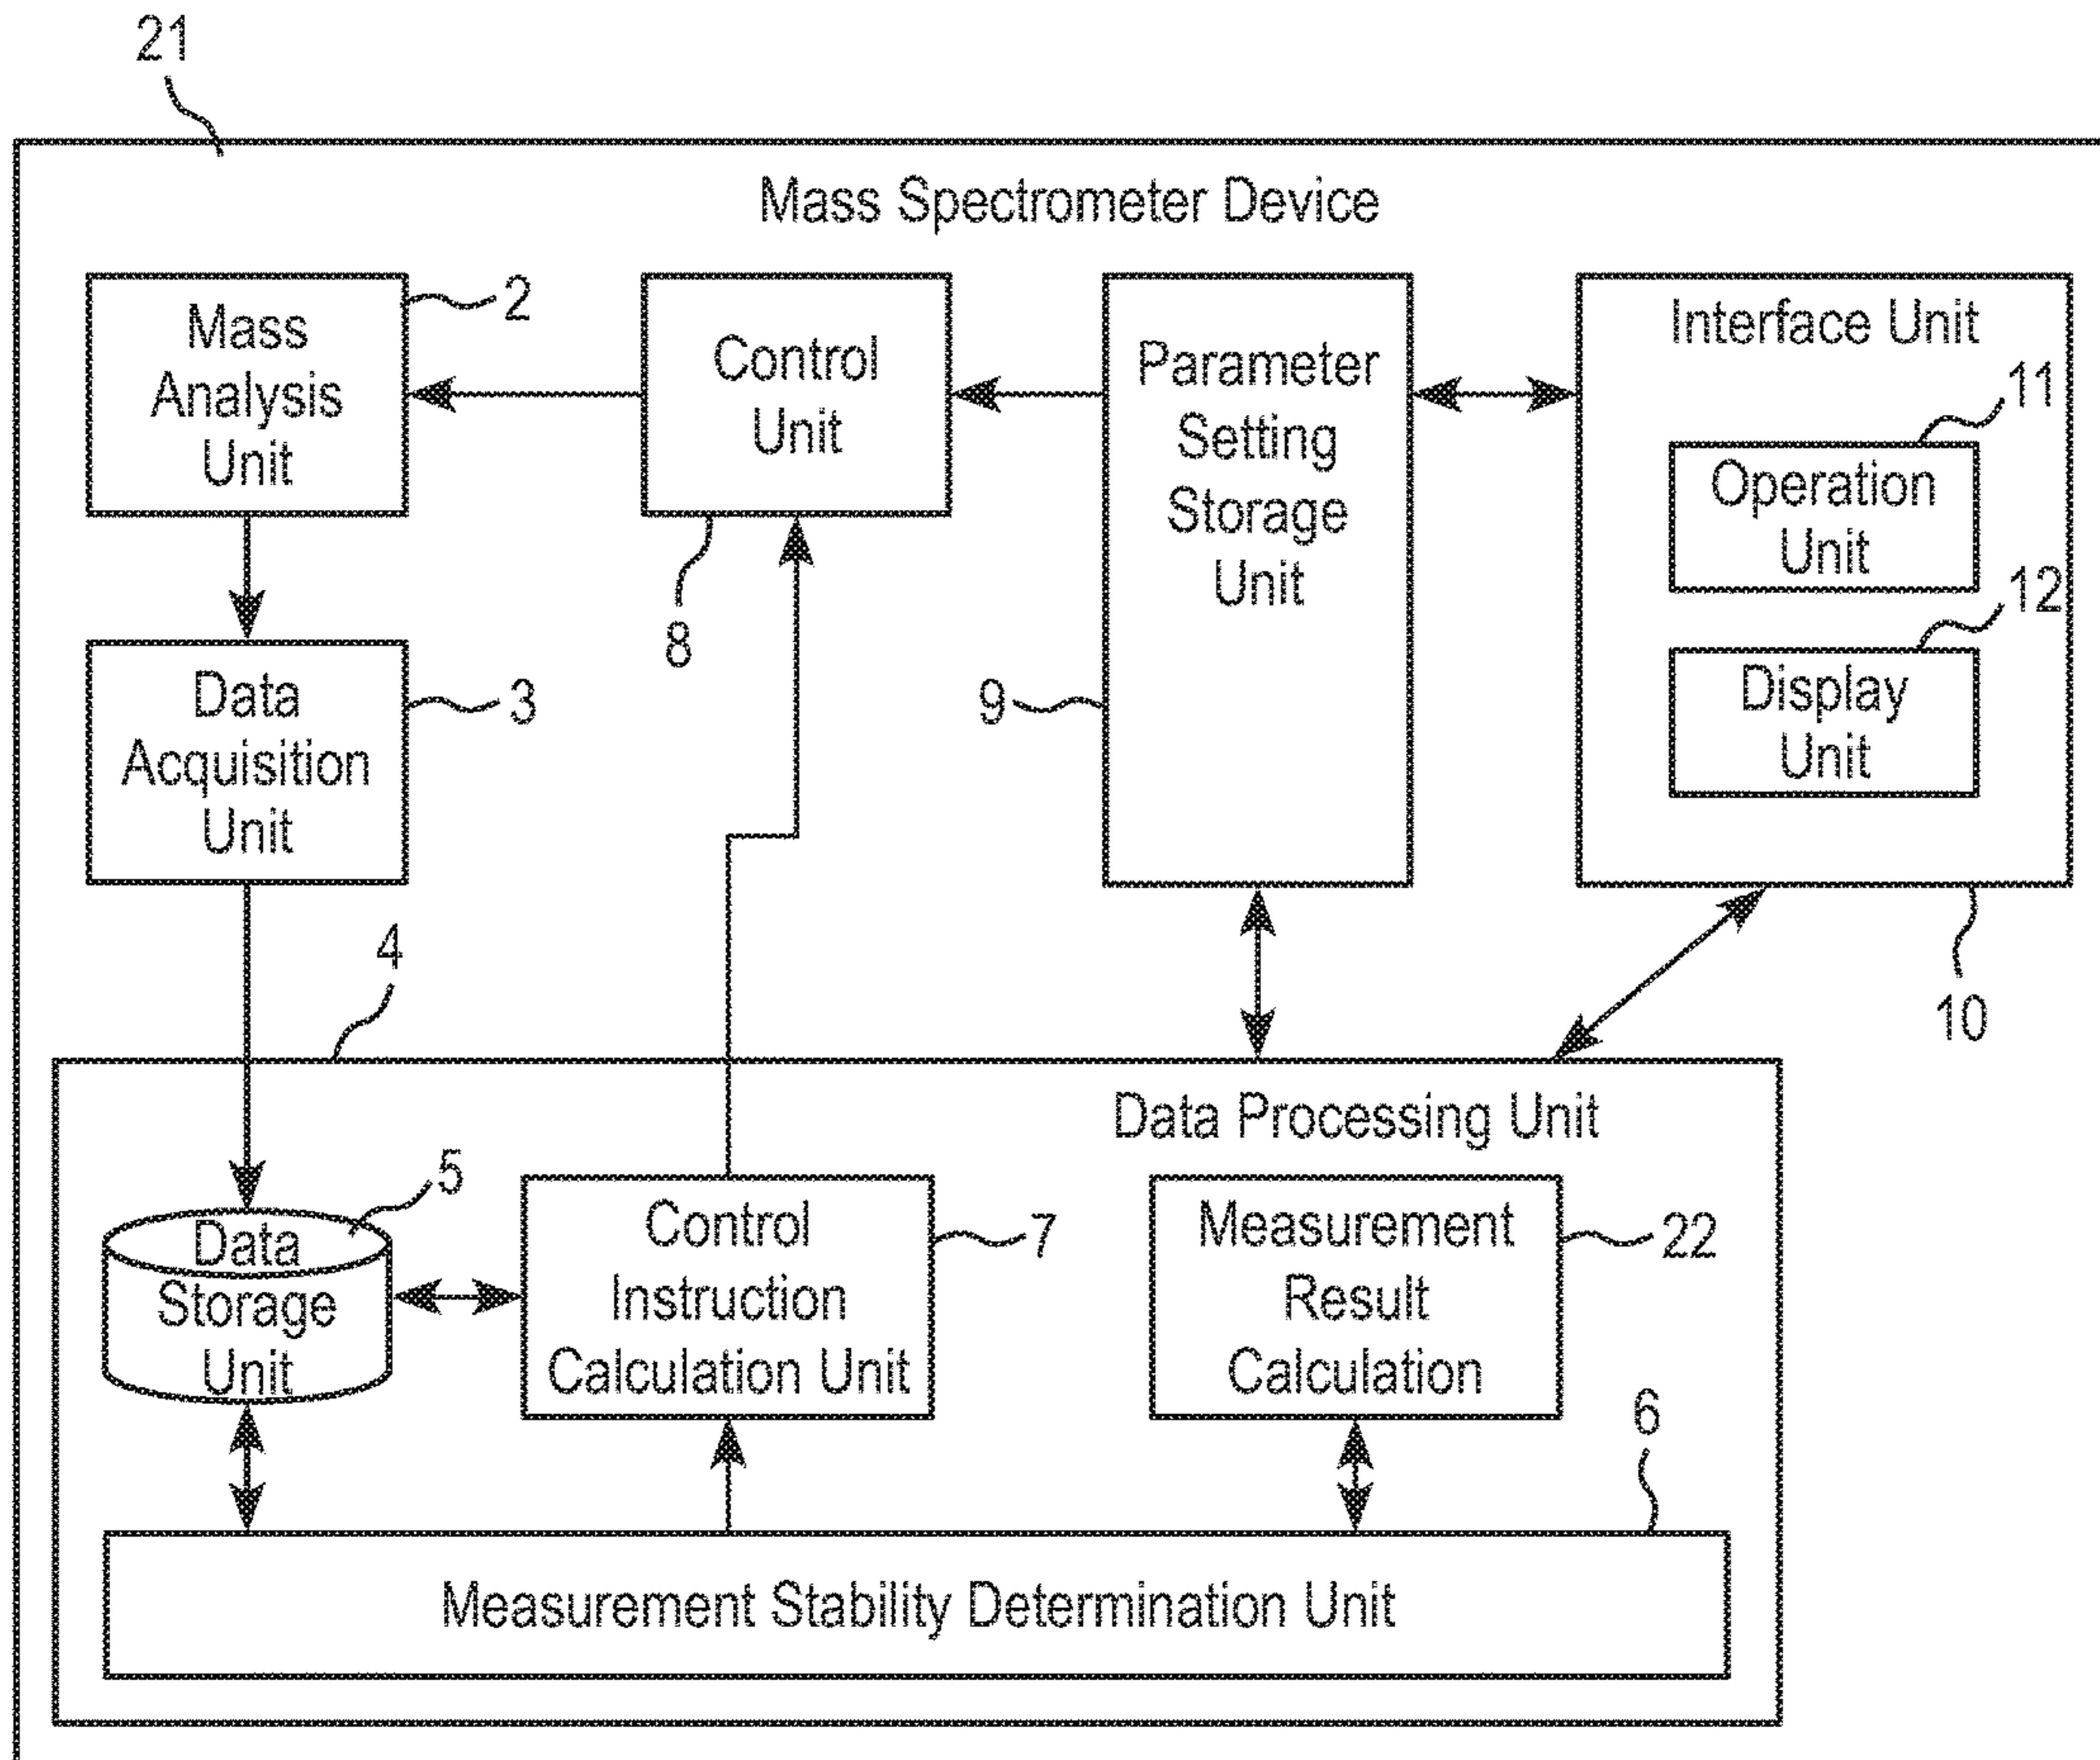 21
Mass Spectrometer Device
Mass
Analysis
Unit
2
Control
Unit
8
Parameter
Setting
Storage
Unit
9
Interface Unit
11
Operation
Unit
12
Display
Unit
10
Data
Acquisition
Unit
3
4
Data Processing Unit
Data
Storage
Unit
5
Control
Instruction
Calculation Unit
7
Measurement
Result
Calculation
22
6
Measurement Stability Determination Unit